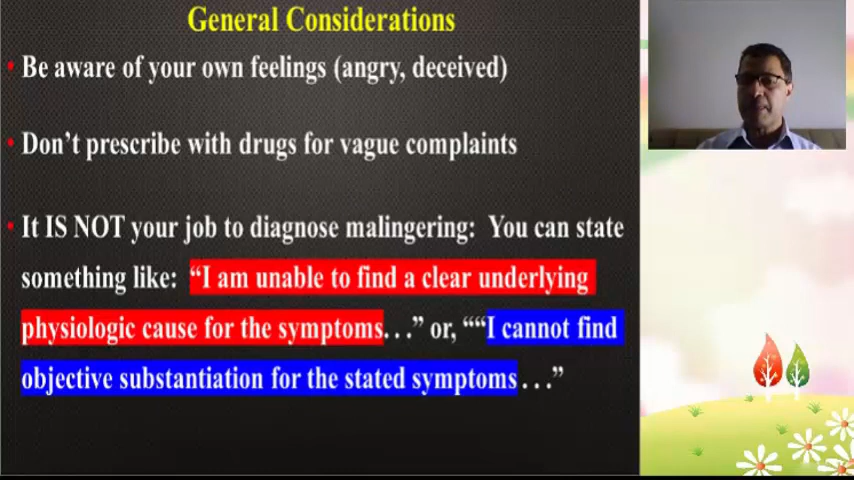 General Considerations
• Be aware of your own feelings (angry, deceived)
• Don’t prescribe with drugs for vague complaints
• It IS NOT your job to diagnose malingering: You can state
something like: “I am unable to find a clear underlying
physiologic cause for the symptoms. . .” or, ““I cannot find
objective substantiation for the stated symptoms . . .”